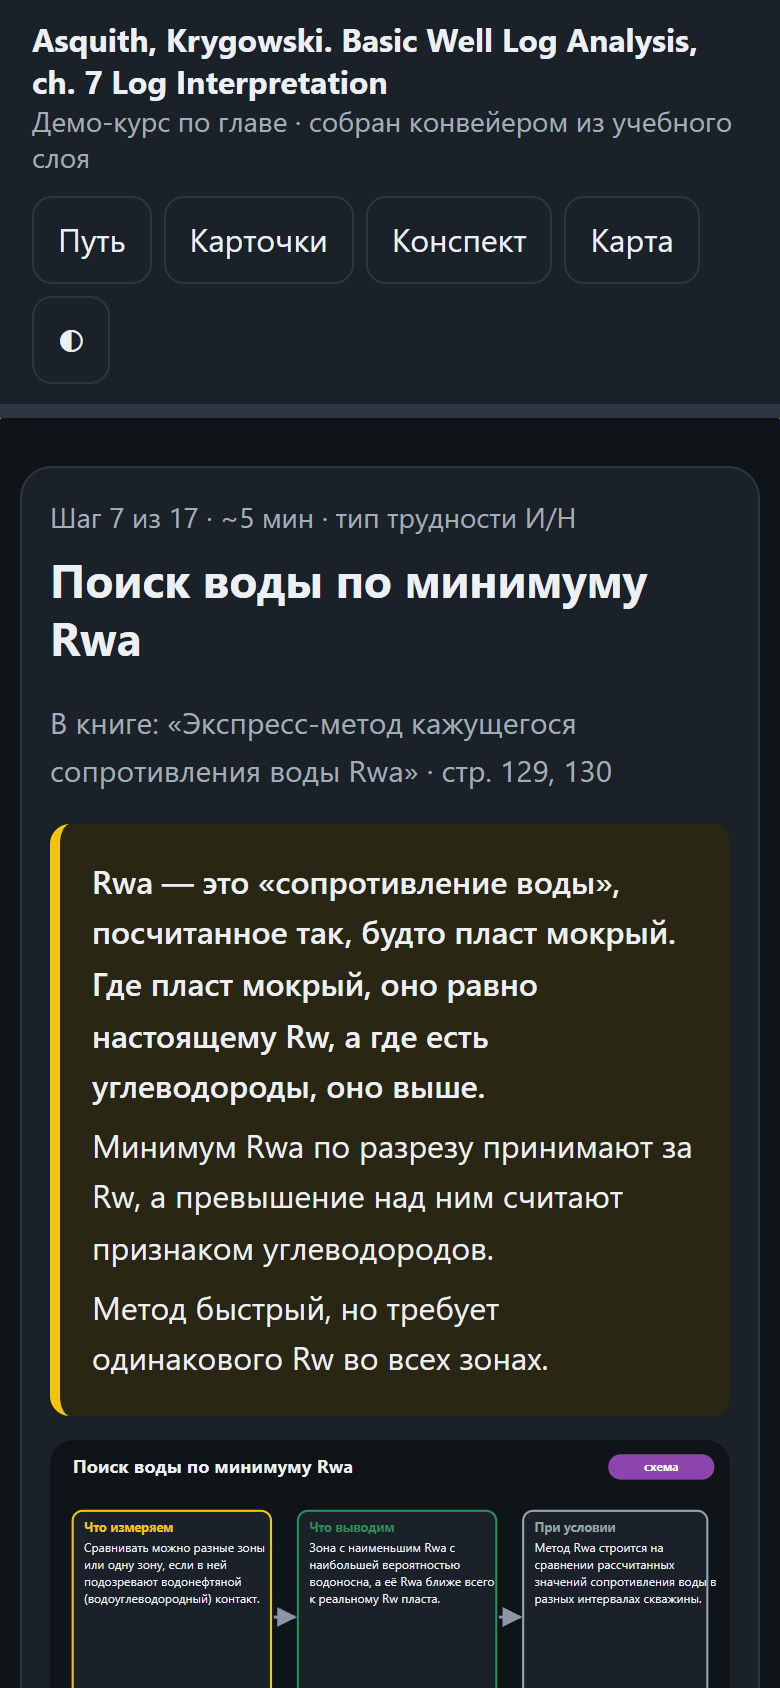 Asquith, Krygowski. Basic Well Log Analysis,
ch. 7 Log Interpretation
Демо-курс по главе · собран конвейером из учебного
слоя
Путь
Карточки
Конспект
Карта
Шаг 7 из 17 · ~5 мин · тип трудности И/Н
Поиск воды по минимуму
Rwa
В книге: «Экспресс-метод кажущегося
сопротивления воды Rwa» · стр. 129, 130
Rwa — это «сопротивление воды»,
посчитанное так, будто пласт мокрый.
Где пласт мокрый, оно равно
настоящему Rw, а где есть
углеводороды, оно выше.
Минимум Rwa по разрезу принимают за
Rw, а превышение над ним считают
признаком углеводородов.
Метод быстрый, но требует
одинакового Rw во всех зонах.
Поиск воды по минимуму Rwa
схема
Что измеряем
Сравнивать можно разные зоны
или одну зону, если в ней
подозревают водонефтяной
(водоуглеводородный) контакт.
Что выводим
Зона с наименьшим Rwa с
наибольшей вероятностью
водоносна, а её Rwa ближе всего
к реальному Rw пласта.
При условии
Метод Rwa строится на
сравнении рассчитанных
значений сопротивления воды в
разных интервалах скважины.